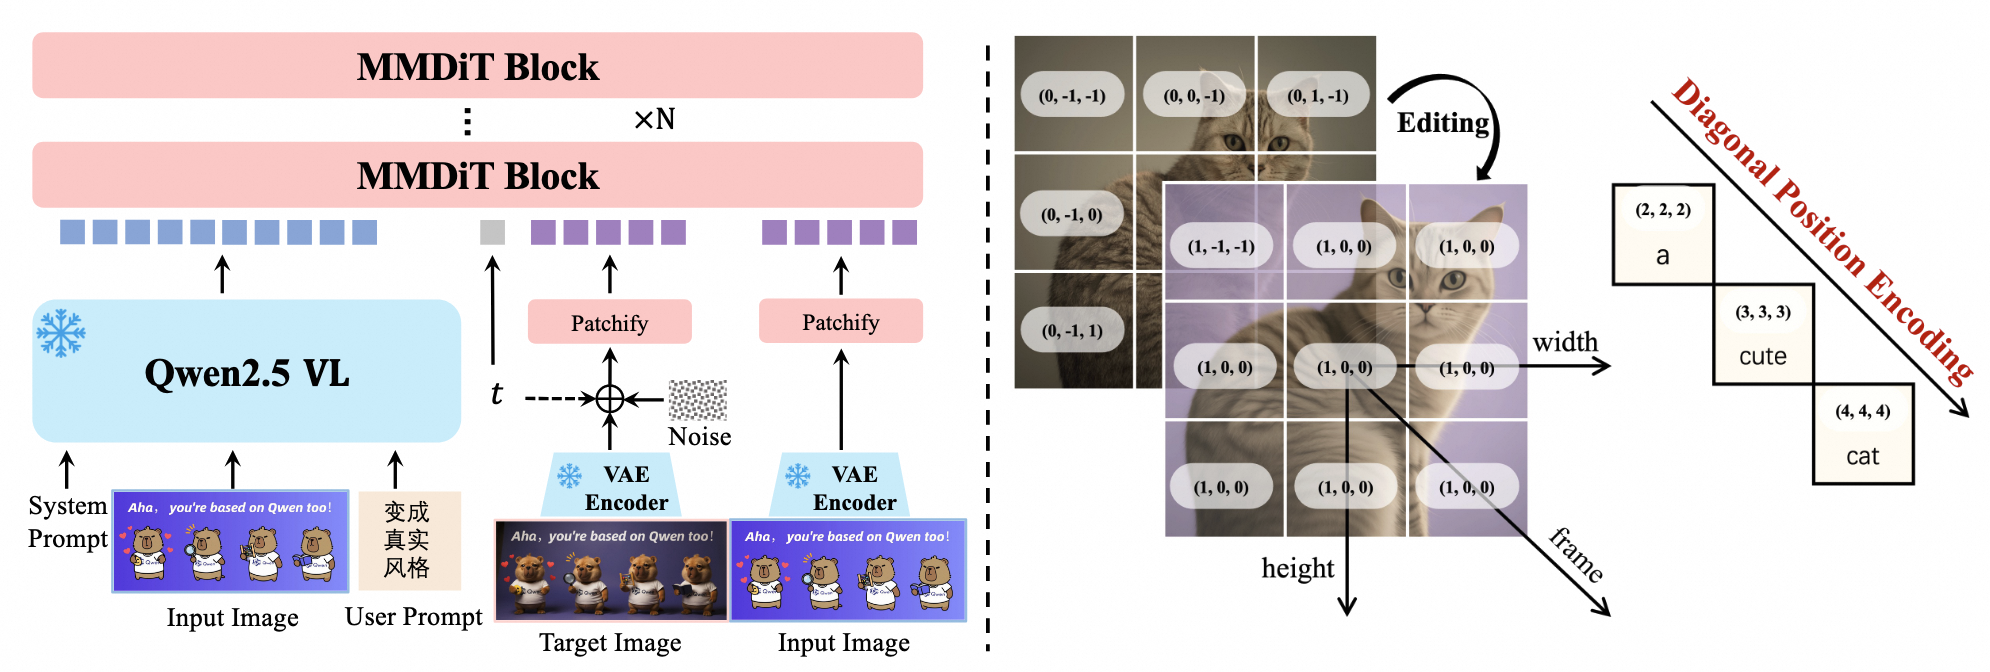 MMDiT Block
⋮
×N
MMDiT Block
Patchify
Patchify
Qwen2.5 VL
t
Noise
VAE
Encoder
VAE
Encoder
System
Prompt
Aha， you're based on Qwen too!
变成
真实
风格
Aha， you're based on Qwen too!
Aha， you're based on Qwen too!
Input Image
User Prompt
Target Image
Input Image
(0, -1, -1)
(0, 0, -1)
(0, 1, -1)
Editing
(0, -1, 0)
(0, -1, 1)
(1, -1, -1)
(1, 0, 0)
(1, 0, 0)
(1, 0, 0)
(1, 0, 0)
(1, 0, 0)
(1, 0, 0)
(1, 0, 0)
(1, 0, 0)
width
height
frame
Diagonal Position Encoding
(2, 2, 2)
a
(3, 3, 3)
cute
(4, 4, 4)
cat